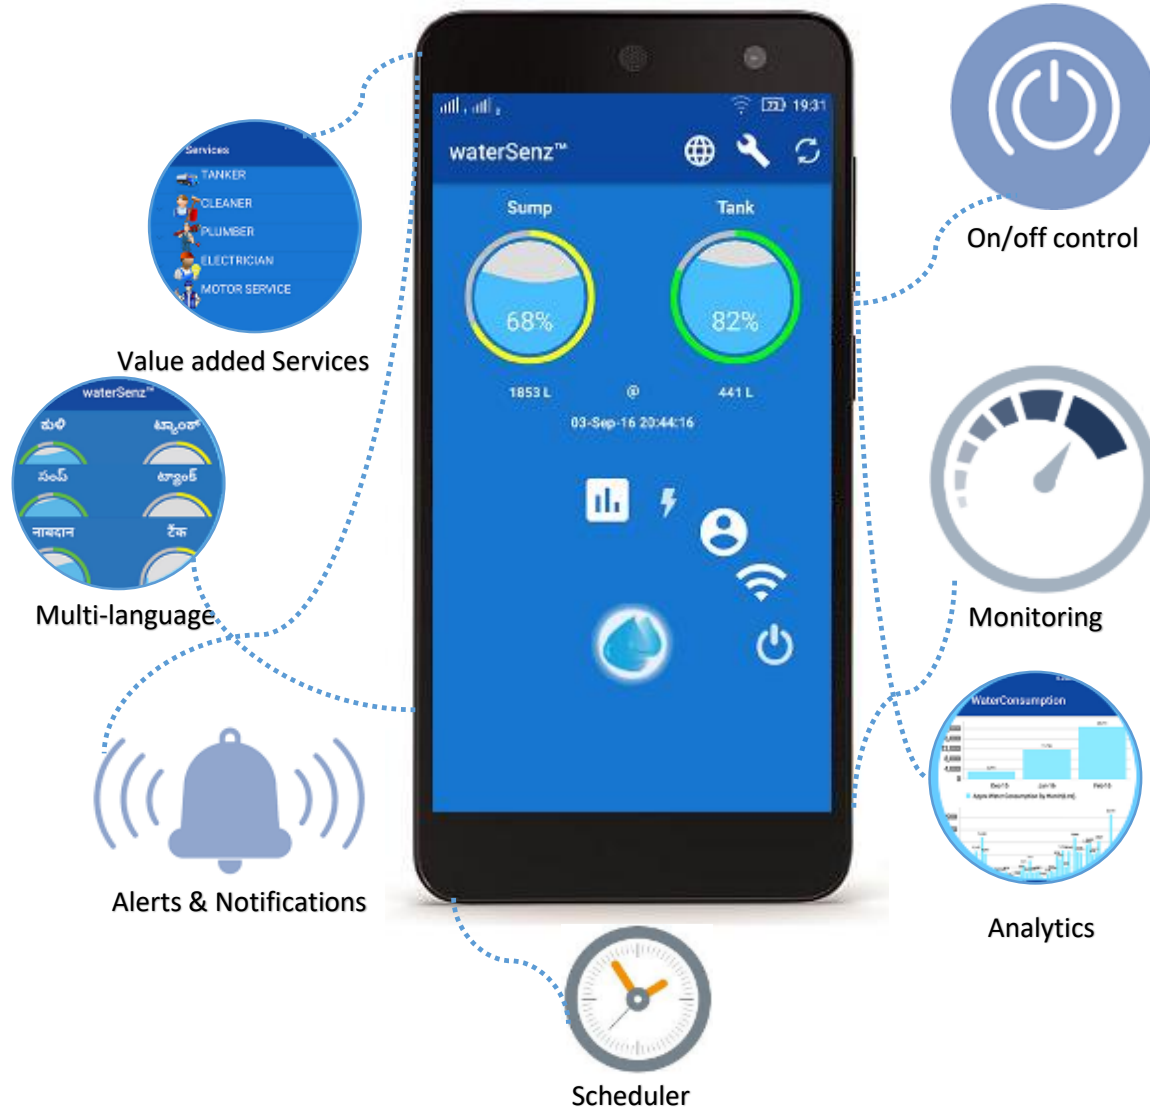 19:31
waterSenz™
Sump
Tank
68%
82%
1853 L
@
441 L
03-Sep-16 20:44:16
Services
TANKER
CLEANER
PLUMBER
ELECTRICIAN
MOTOR SERVICE
Value added Services
waterSenz™
ಕುಳಿ
ಟ್ಯಾಂಕ್
సంప్
ట్యాంక్
नाबदान
टैंक
Multi-language
Alerts & Notifications
Scheduler
On/off control
Monitoring
WaterConsumption
Analytics